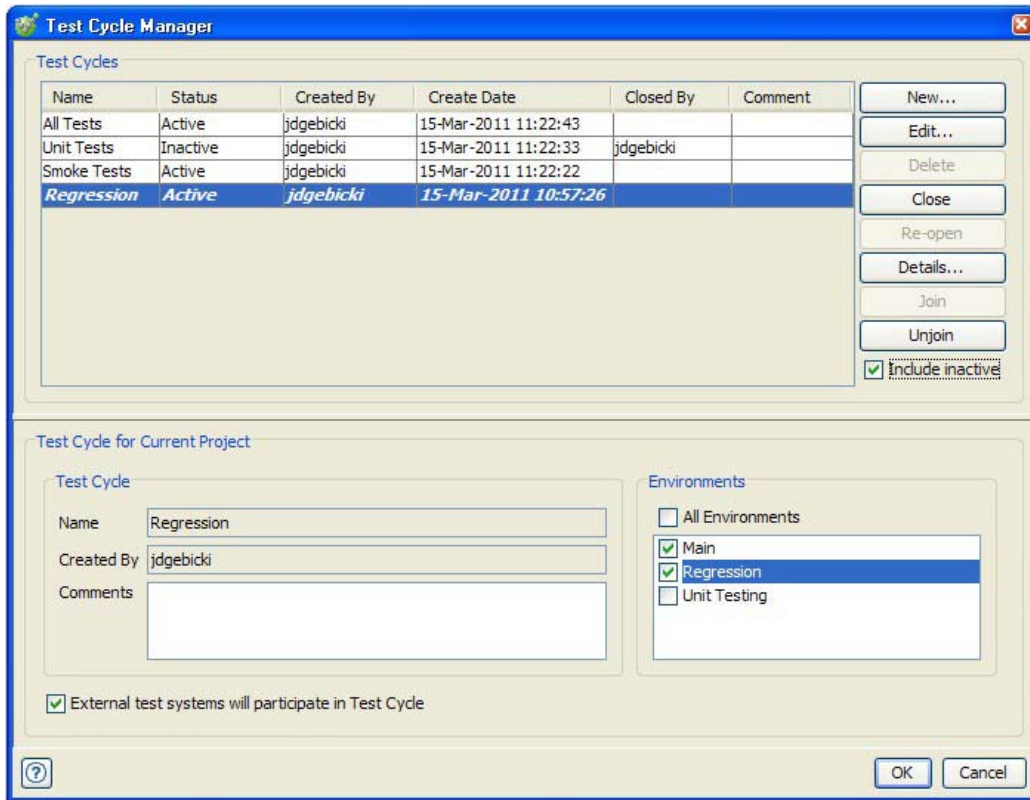 Test Cycle Manager
Test Cycles
Name Status Created By Create Date Closed By Comment
All Tests Active jdgebicki 15-Mar-2011 11:22:43
Unit Tests Inactive jdgebicki 15-Mar-2011 11:22:33 jdgebicki
Smoke Tests Active jdgebicki 15-Mar-2011 11:22:22
Regression Active jdgebicki 15-Mar-2011 10:57:26
New...
Edit...
Delete
Close
Re-open
Details...
Join
Unjoin
Include inactive
Test Cycle for Current Project
Test Cycle
Name Regression
Created By jdgebicki
Comments
Environments
All Environments
Main
Regression
Unit Testing
External test systems will participate in Test Cycle
?
OK Cancel